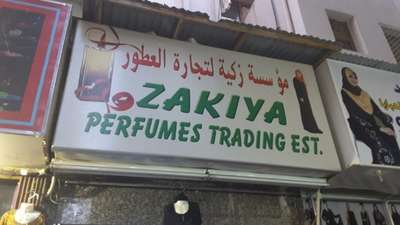 مؤسسة زكية لتجارة العطور
ZAKIYA
PERFUMES TRADING EST.